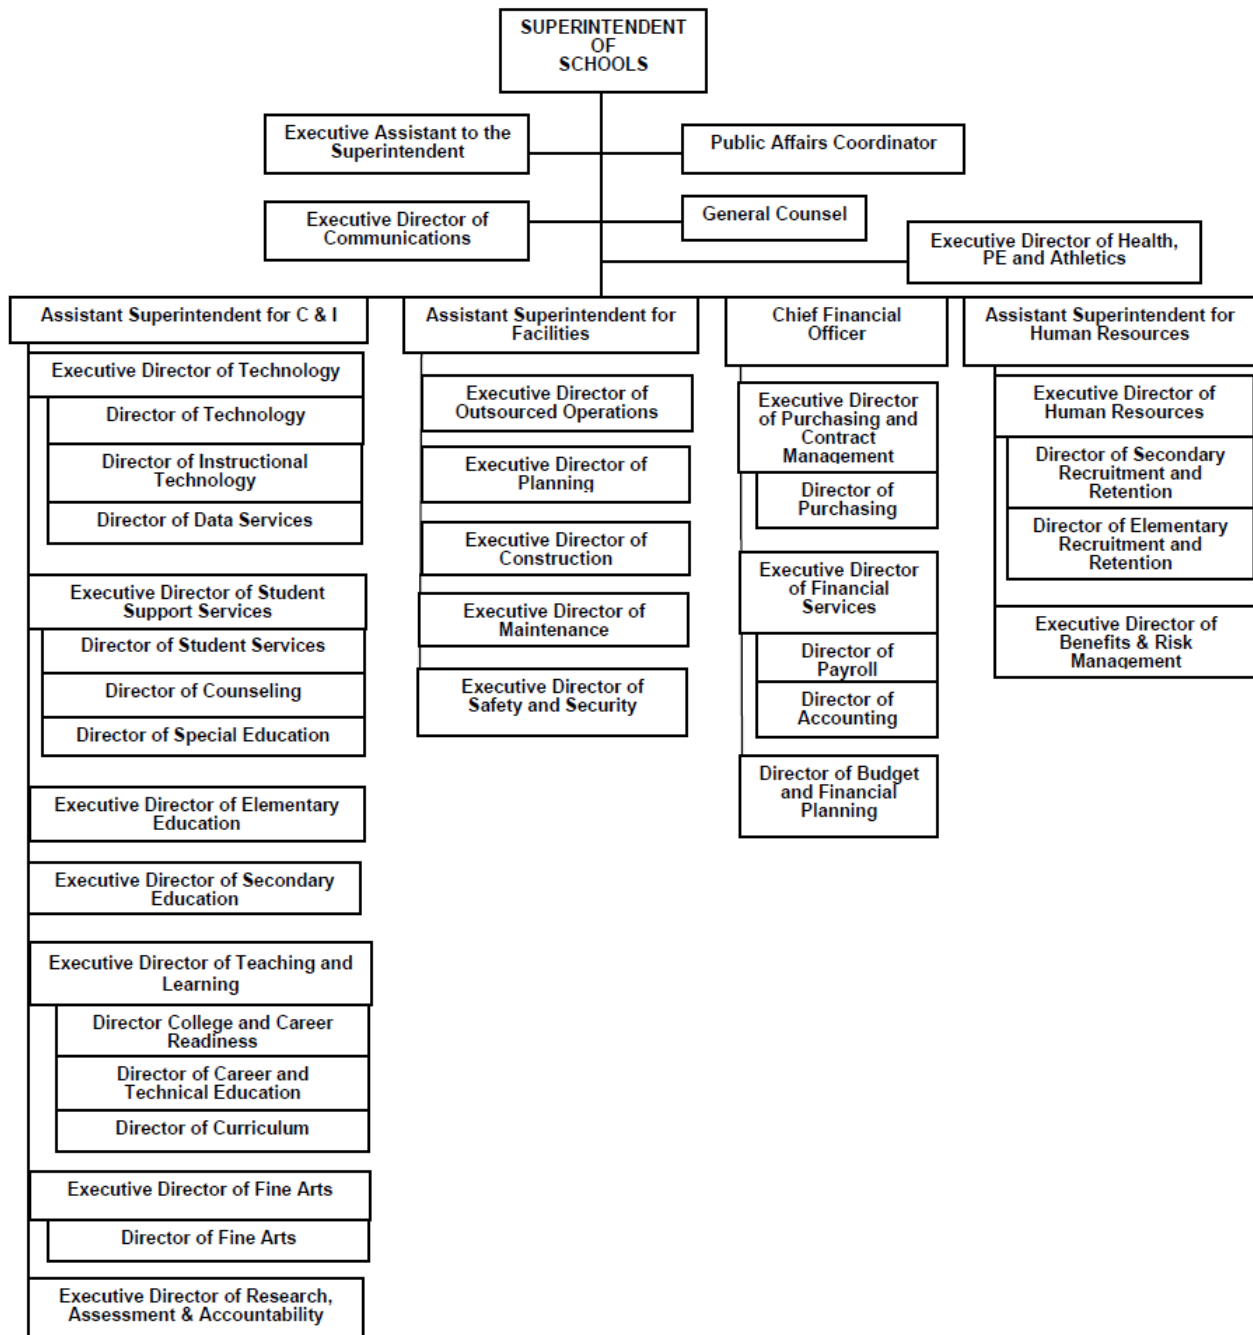 SUPERINTENDENT
OF
SCHOOLS
Executive Assistant to the
Superintendent
Public Affairs Coordinator
Executive Director of
Communications
General Counsel
Executive Director of Health,
PE and Athletics
Assistant Superintendent for C & I
Executive Director of Technology
Director of Technology
Director of Instructional
Technology
Director of Data Services
Executive Director of Student
Support Services
Director of Student Services
Director of Counseling
Director of Special Education
Executive Director of Elementary
Education
Executive Director of Secondary
Education
Executive Director of Teaching and
Learning
Director College and Career
Readiness
Director of Career and
Technical Education
Director of Curriculum
Executive Director of Fine Arts
Director of Fine Arts
Executive Director of Research,
Assessment & Accountability
Assistant Superintendent for
Facilities
Executive Director of
Outsourced Operations
Executive Director of
Planning
Executive Director of
Construction
Executive Director of
Maintenance
Executive Director of
Safety and Security
Chief Financial
Officer
Executive Director
of Purchasing and
Contract
Management
Director of
Purchasing
Executive Director
of Financial
Services
Director of
Payroll
Director of
Accounting
Director of Budget
and Financial
Planning
Assistant Superintendent for
Human Resources
Executive Director of
Human Resources
Director of Secondary
Recruitment and
Retention
Director of Elementary
Recruitment and
Retention
Executive Director of
Benefits & Risk
Management